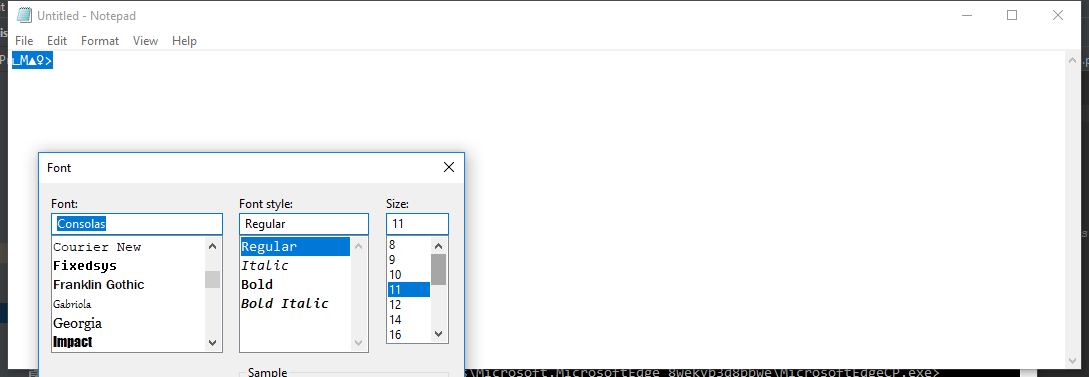 Untitled - Notepad
File Edit Format View Help
∟M▲♀>
Font
Font: Font style: Size:
Consolas Regular 11
Courier New
Fixedsys
Franklin Gothic
Gabriola
Georgia
Impact
Regular
Italic
Bold
Bold Italic
8
9
10
11
12
14
16
Sample
\Microsoft.MicrosoftEdge_8wekyb3d8bbwe\MicrosoftEdgeCP.exe>